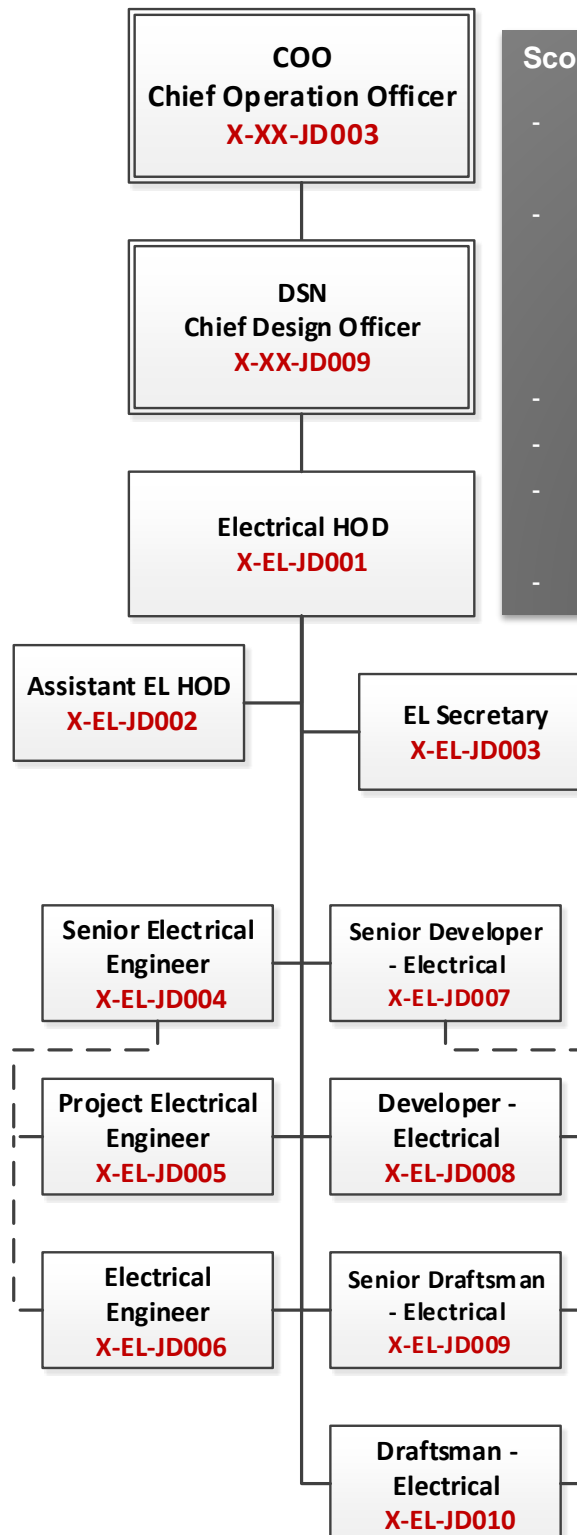 COO
Chief Operation Officer
X-XX-JD003
Sco
-
-
-
-
-
-
DSN
Chief Design Officer
X-XX-JD009
Electrical HOD
X-EL-JD001
Assistant EL HOD
X-EL-JD002
EL Secretary
X-EL-JD003
Senior Electrical
Engineer
X-EL-JD004
Senior Developer
- Electrical
X-EL-JD007
Project Electrical
Engineer
X-EL-JD005
Developer -
Electrical
X-EL-JD008
Electrical
Engineer
X-EL-JD006
Senior Draftsman
- Electrical
X-EL-JD009
Draftsman -
Electrical
X-EL-JD010